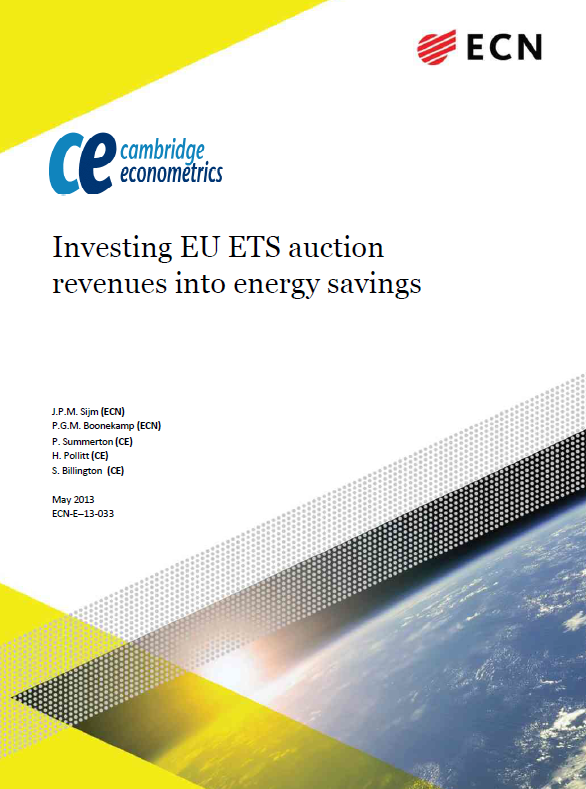 ECN
ce cambridge
econometrics
Investing EU ETS auction
revenues into energy savings
J.P.M. Sijm (ECN)
P.G.M. Boonekamp (ECN)
P. Summerton (CE)
H. Pollitt (CE)
S. Billington  (CE)
May 2013
ECN-E--13-033